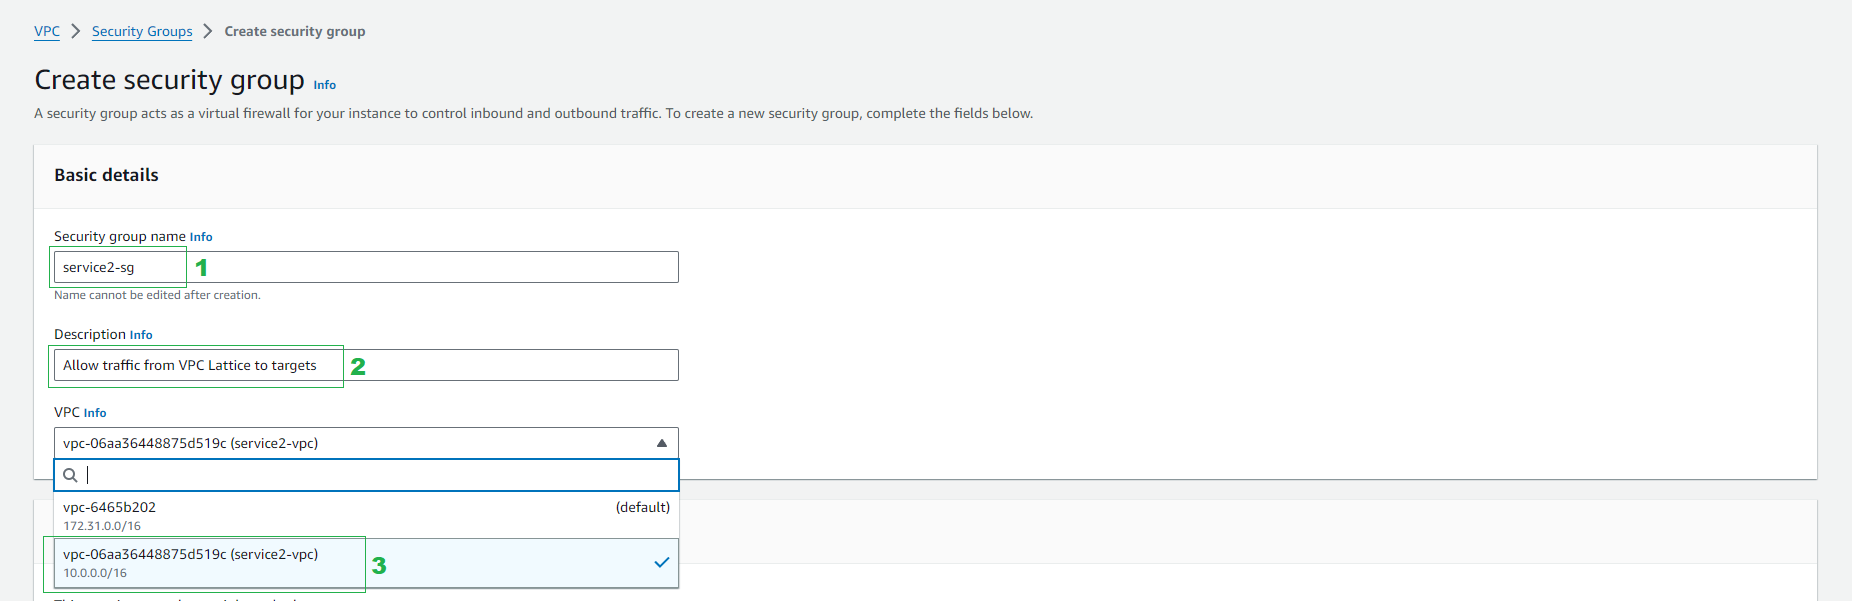 VPC > Security Groups > Create security group
Create security group Info
A security group acts as a virtual firewall for your instance to control inbound and outbound traffic. To create a new security group, complete the fields below.
Basic details
Security group name Info
service2-sg 1
Name cannot be edited after creation.
Description Info
Allow traffic from VPC Lattice to targets 2
VPC Info
vpc-06aa36448875d519c (service2-vpc)
vpc-6465b202 (default)
172.31.0.0/16
vpc-06aa36448875d519c (service2-vpc)
10.0.0.0/16 3